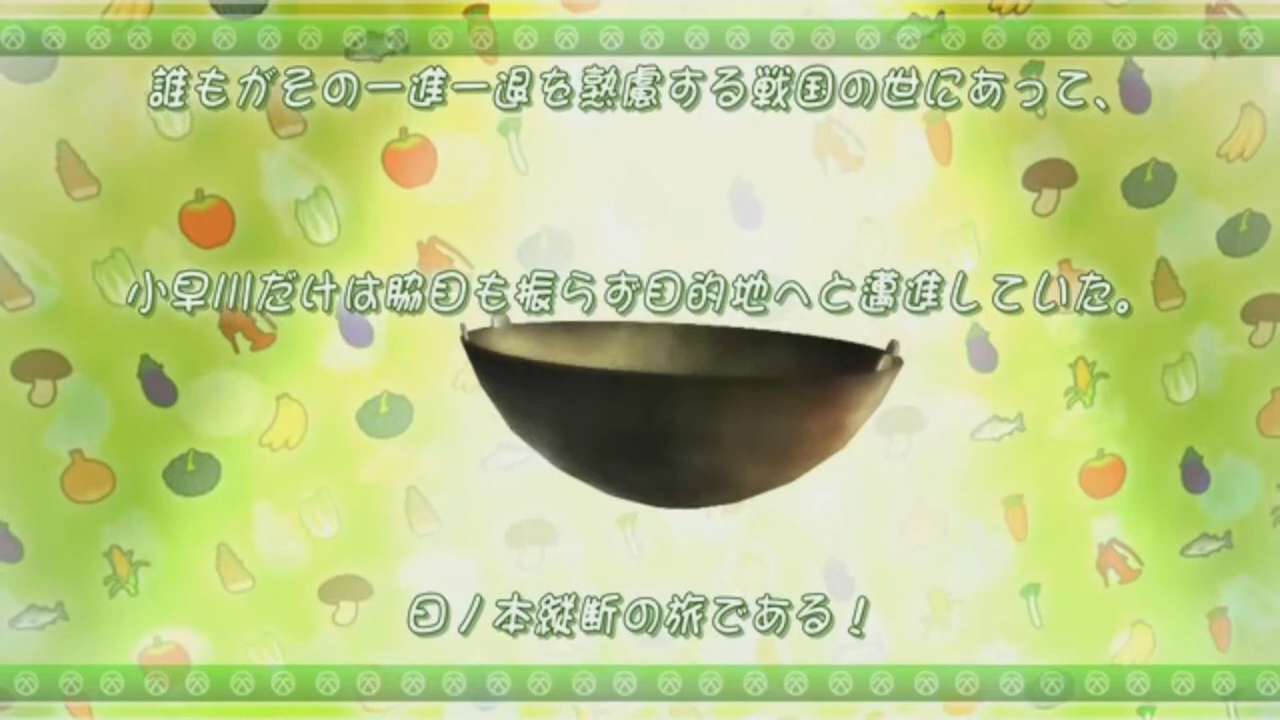 誰もがその一進一退を熟慮する戦国の世にあって、
小早川だけは脇目も振らず目的地へと邁進していた。
日ノ本縦断の旅である！